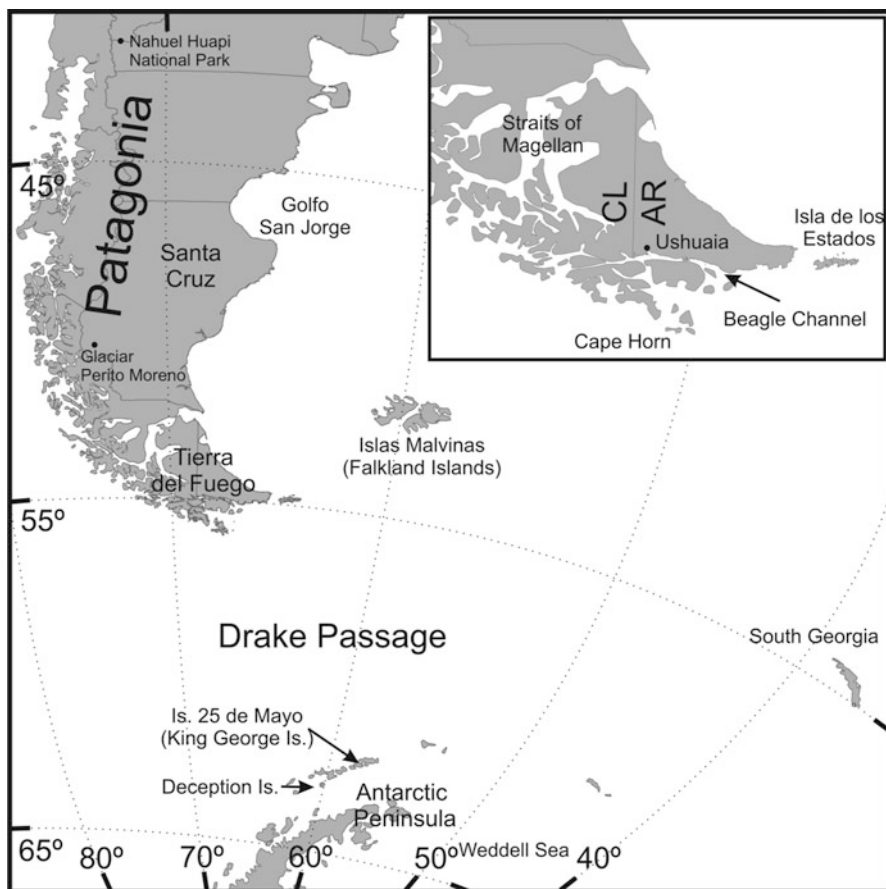 Nahuel Huapi
National Park
Patagonia
45º
Golfo
San Jorge
Santa
Cruz
Glaciar
Perito Moreno
Islas Malvinas
(Falkland Islands)
Tierra
del Fuego
55º
Straits of
Magellan
CL
AR
Isla de los
Estados
Ushuaia
Beagle Channel
Cape Horn
Drake Passage
South Georgia
Is. 25 de Mayo
(King George Is.)
Deception Is.
Antarctic
Peninsula
Weddell Sea
65º
80º
70º
60º
50º
40º